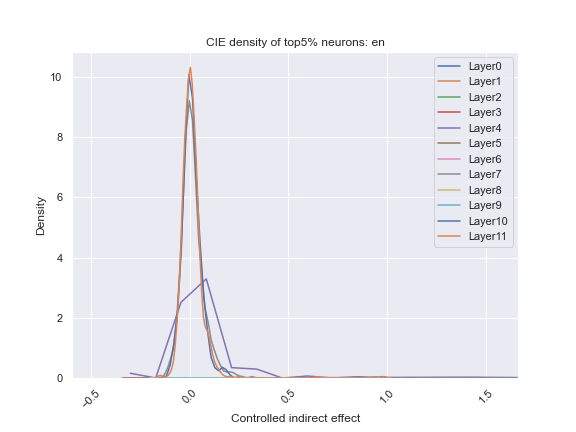 CIE density of top5% neurons: en
Density
10
8
6
4
2
0
−0.5
0.0
0.5
1.0
1.5
Controlled indirect effect
Layer0
Layer1
Layer2
Layer3
Layer4
Layer5
Layer6
Layer7
Layer8
Layer9
Layer10
Layer11